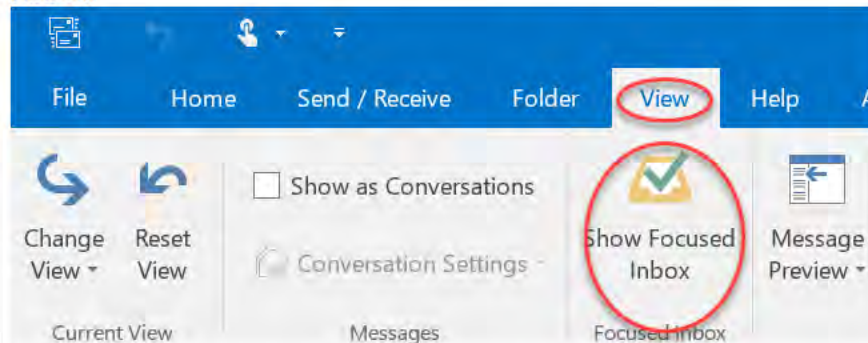 File Home Send / Receive Folder View Help
Show as Conversations
Change View Reset View Conversation Settings Show Focused Inbox Message Preview
Current View Messages Focused Inbox